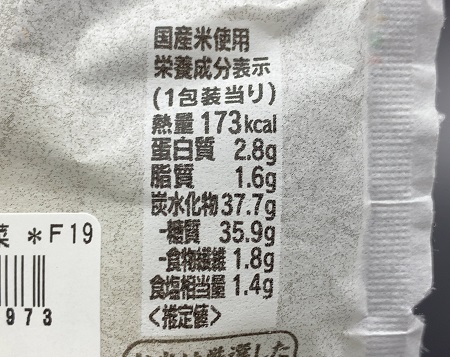 国産米使用
栄養成分表示
(1包装当り)
熱量 173kcal
蛋白質 2.8g
脂質 1.6g
炭水化物 37.7g
-糖質 35.9g
-食物繊維 1.8g
食塩相当量 1.4g
<推定値>
菜 *F19
973